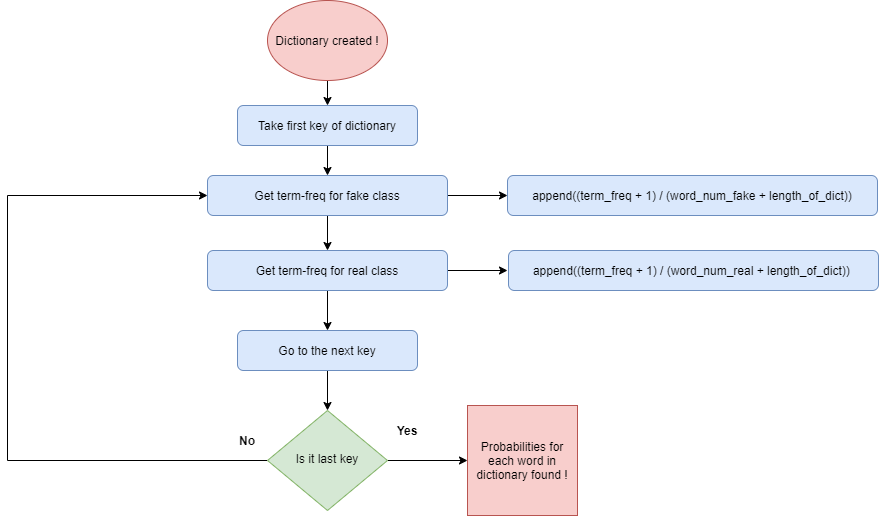 Dictionary created !
Take first key of dictionary
Get term-freq for fake class
append((term_freq + 1) / (word_num_fake + length_of_dict))
Get term-freq for real class
append((term_freq + 1) / (word_num_real + length_of_dict))
Go to the next key
No
Yes
Is it last key
Probabilities for
each word in
dictionary found !